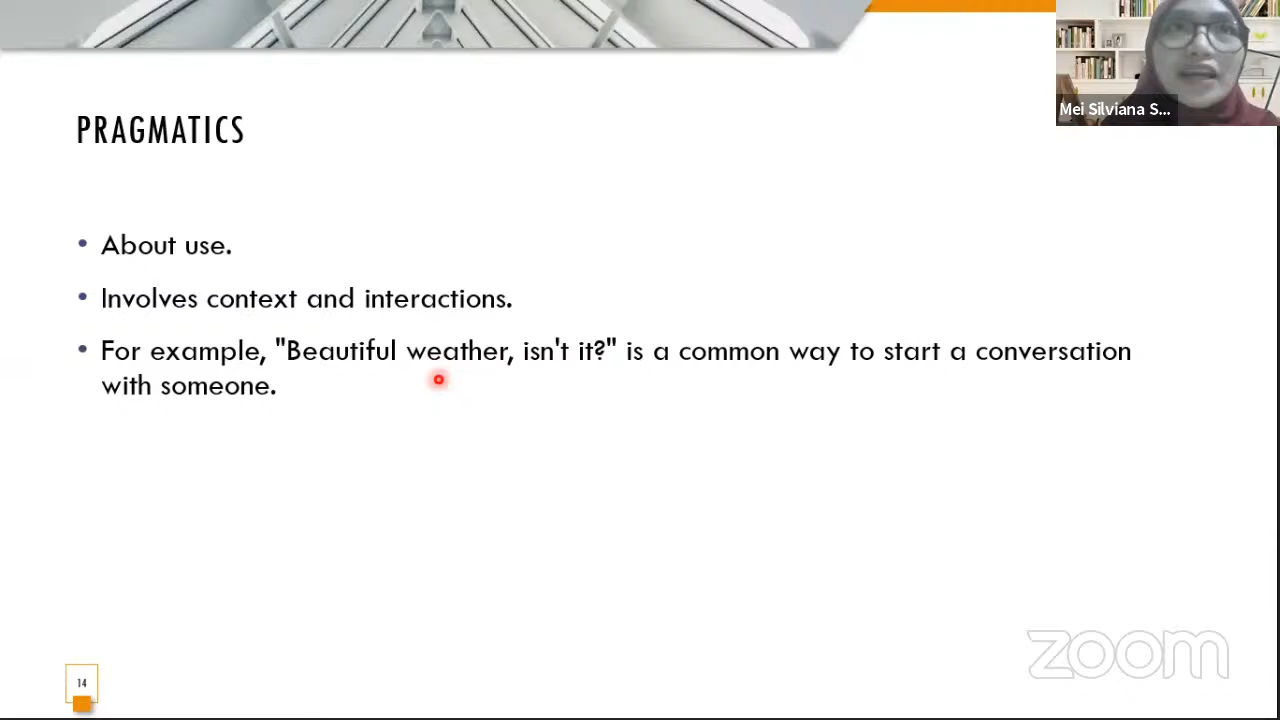 Mei Silviana S...
PRAGMATICS
• About use.
• Involves context and interactions.
• For example, "Beautiful weather, isn't it?" is a common way to start a conversation
with someone.
zoom
14